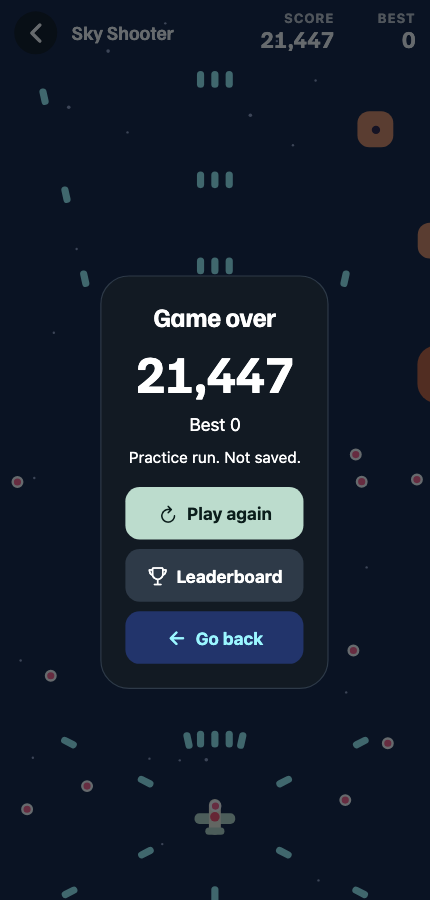 Sky Shooter
SCORE
21,447
BEST
0
Game over
21,447
Best 0
Practice run. Not saved.
Play again
Leaderboard
Go back